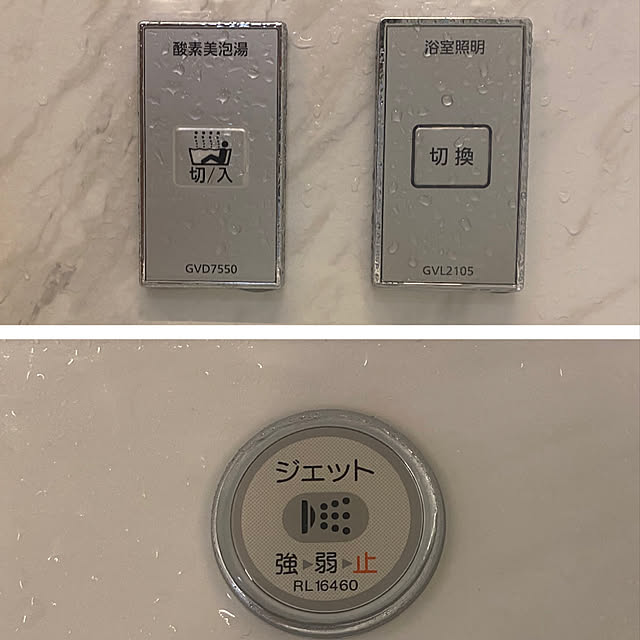 酸素美泡湯
切/入
GVD7550
浴室照明
切換
GVL2105
ジェット
強▶弱▶止
RL16460